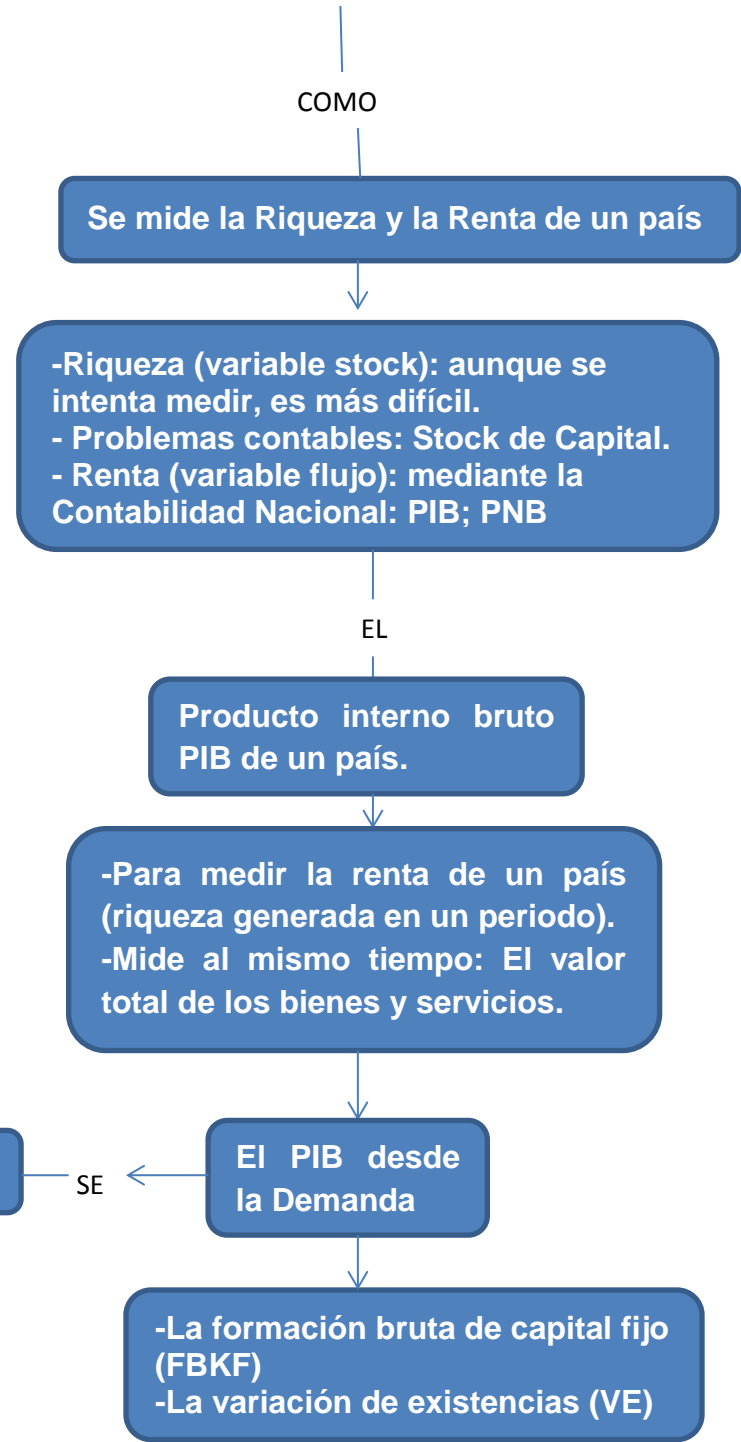 COMO
Se mide la Riqueza y la Renta de un país
-Riqueza (variable stock): aunque se
intenta medir, es más difícil.
- Problemas contables: Stock de Capital.
- Renta (variable flujo): mediante la
Contabilidad Nacional: PIB; PNB
EL
Producto interno bruto
PIB de un país.
-Para medir la renta de un país
(riqueza generada en un periodo).
-Mide al mismo tiempo: El valor
total de los bienes y servicios.
SE
El PIB desde
la Demanda
-La formación bruta de capital fijo
(FBKF)
-La variación de existencias (VE)